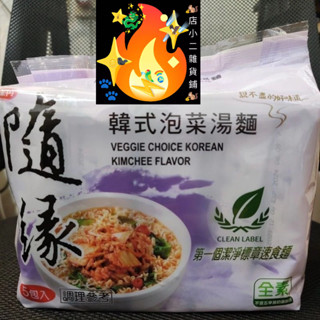 店小二雜貨鋪
韓式泡菜湯麵
VEGGIE CHOICE KOREAN
KIMCHEE FLAVOR
隨緣
CLEAN LABEL
第一個潔淨標章速食麵
5 入
調理參考
全素